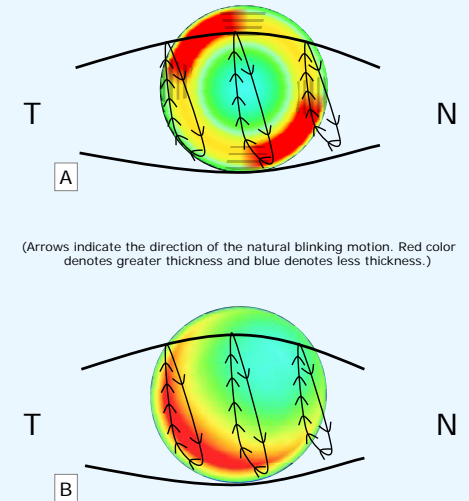 T
N
A
(Arrows indicate the direction of the natural blinking motion. Red color
denotes greater thickness and blue denotes less thickness.)
T
N
B